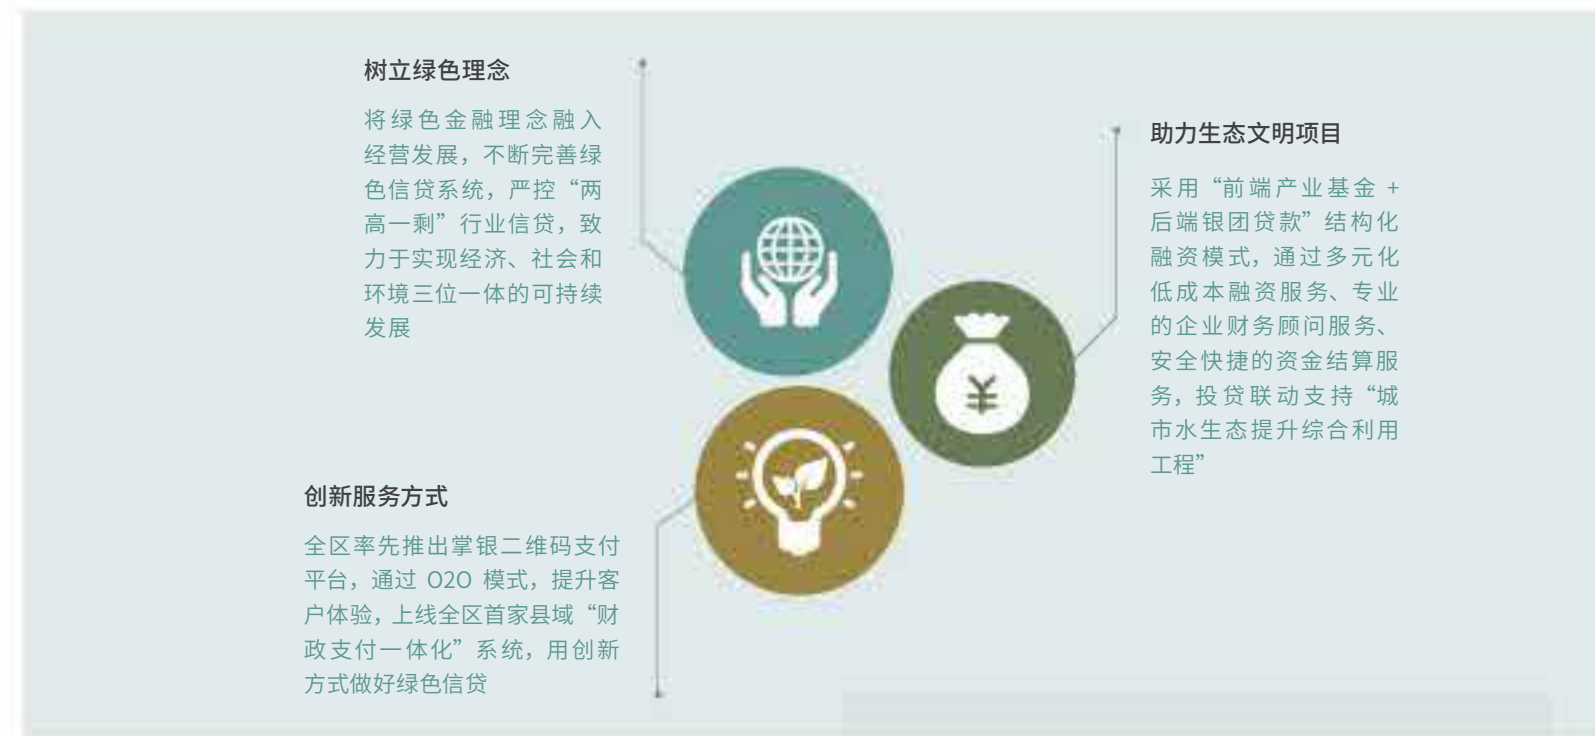 树立绿色理念
将绿色金融理念融入
经营发展，不断完善绿
色信贷系统，严控“两
高一剩”行业信贷，致
力于实现经济、社会和
环境三位一体的可持续
发展
助力生态文明项目
采用“前端产业基金 +
后端银团贷款”结构化
融资模式，通过多元化
低成本融资服务、专业
的企业财务顾问服务、
安全快捷的资金结算服
务，投贷联动支持“城
市水生态提升综合利用
工程”
创新服务方式
全区率先推出掌银二维码支付
平台，通过 O2O 模式，提升客
户体验，上线全区首家县域“财
政支付一体化”系统，用创新
方式做好绿色信贷
¥